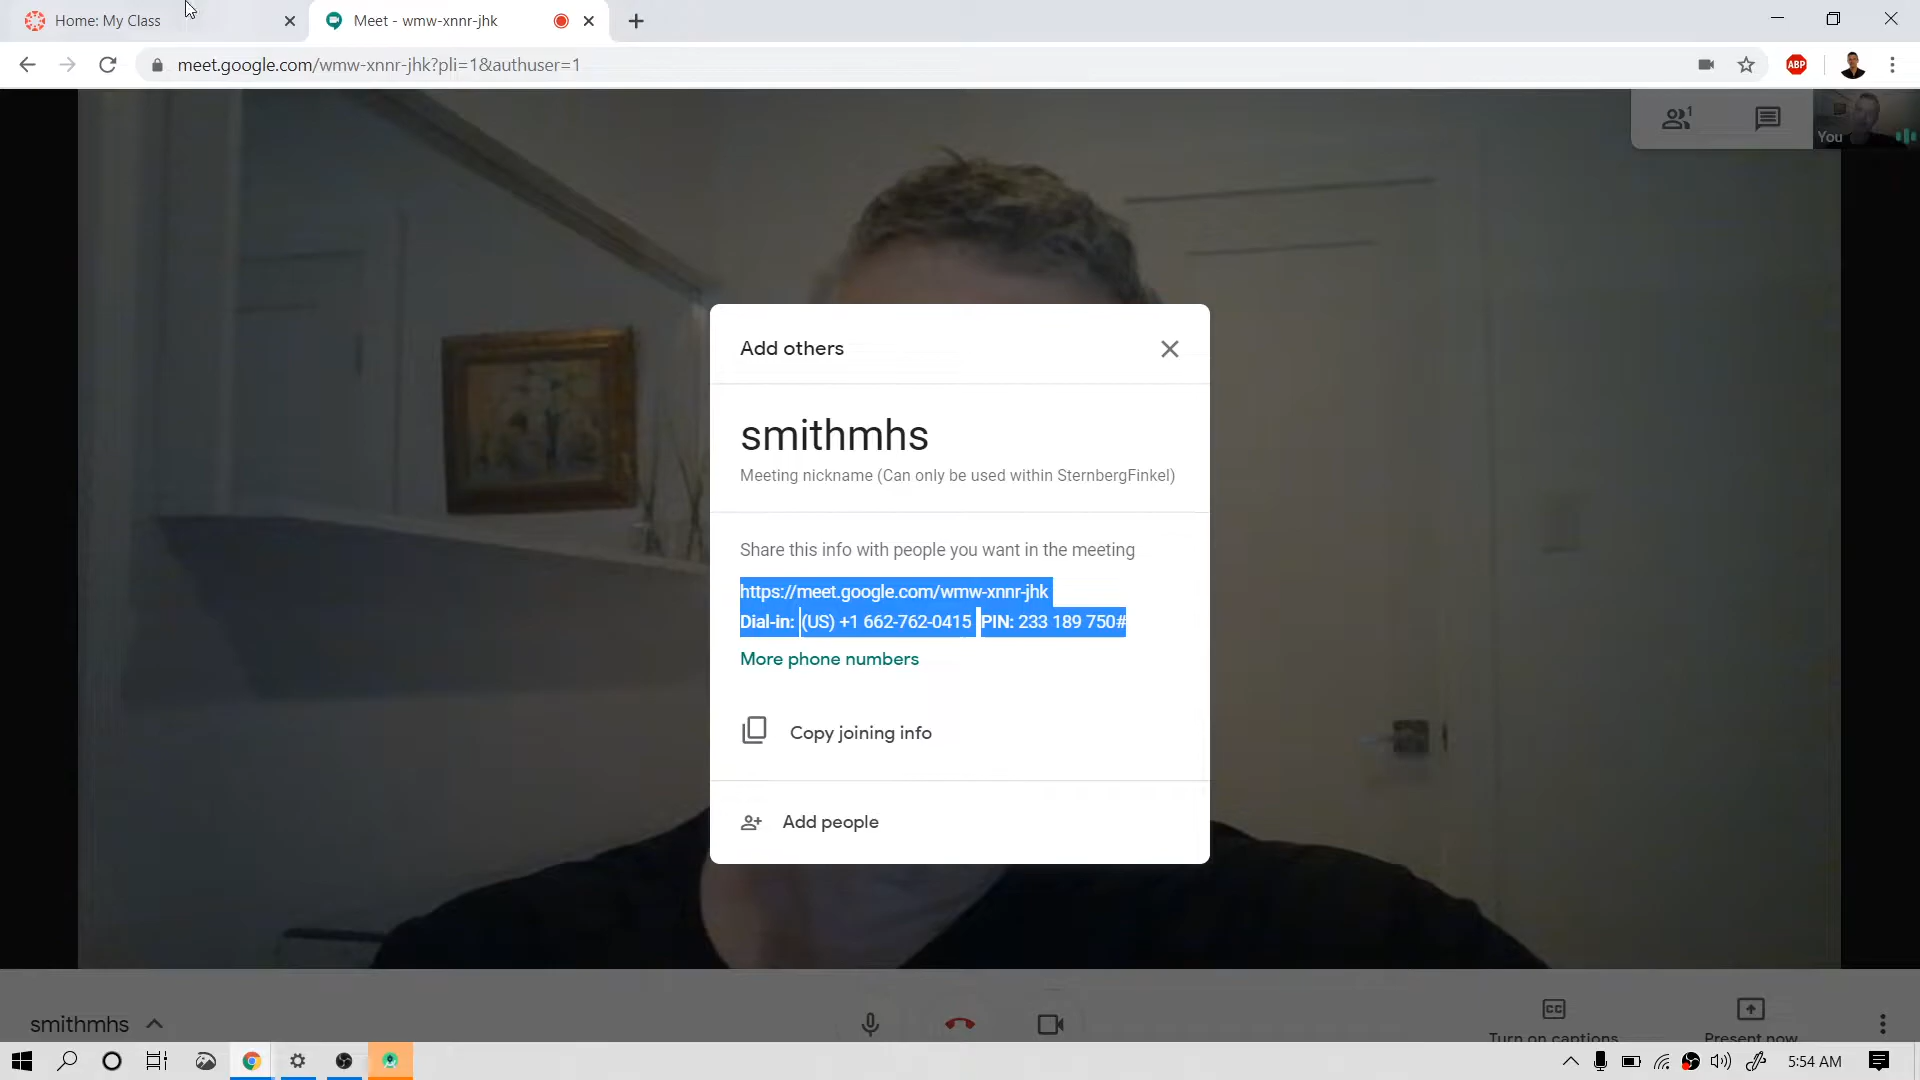 Home: My Class
Meet - wmw-xnnr-jhk
meet.google.com/wmw-xnnr-jhk?pli=1&authuser=1
ABP
1
You
Add others
smithmhs
Meeting nickname (Can only be used within SternbergFinkel)
Share this info with people you want in the meeting
https://meet.google.com/wmw-xnnr-jhk
Dial-in: (US) +1 662-762-0415 PIN: 233 189 750#
More phone numbers
Copy joining info
Add people
smithmhs
CC
Turn on captions
Present now
5:54 AM